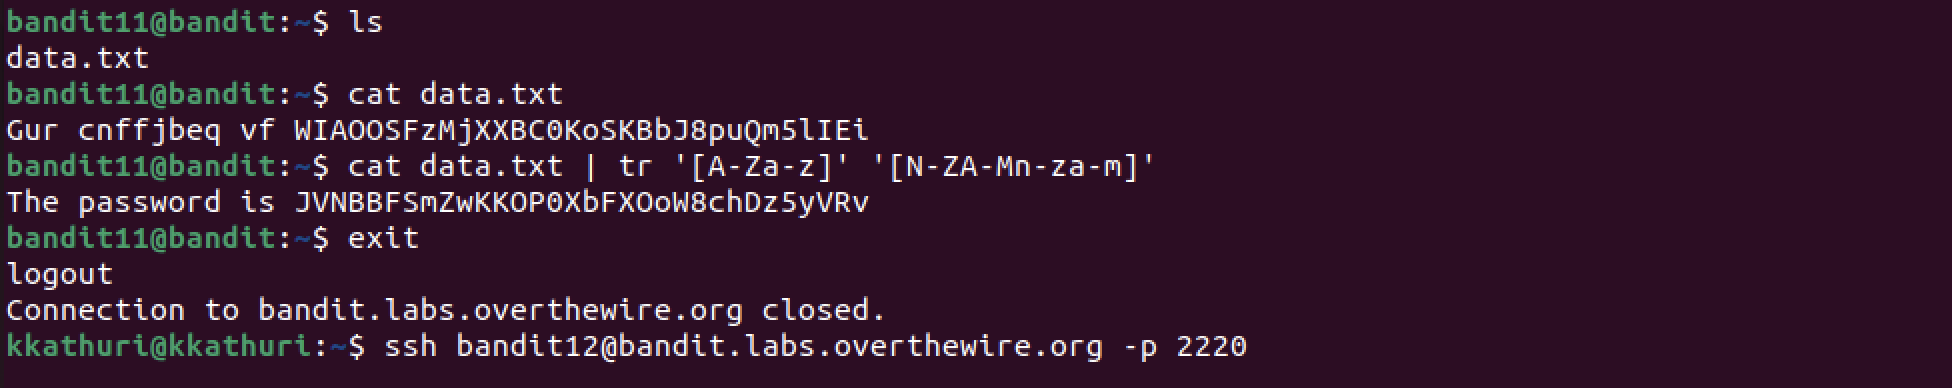 bandit11@bandit:~$ ls
data.txt
bandit11@bandit:~$ cat data.txt
Gur cnffjbeq vf WIAOOSFzMjXXBC0KoSKBbJ8puQm5lIEi
bandit11@bandit:~$ cat data.txt | tr '[A-Za-z]' '[N-ZA-Mn-za-m]'
The password is JVNBBFSmZwKKOP0XbFXOoW8chDz5yVRv
bandit11@bandit:~$ exit
logout
Connection to bandit.labs.overthewire.org closed.
kkathuri@kkathuri:~$ ssh bandit12@bandit.labs.overthewire.org -p 2220